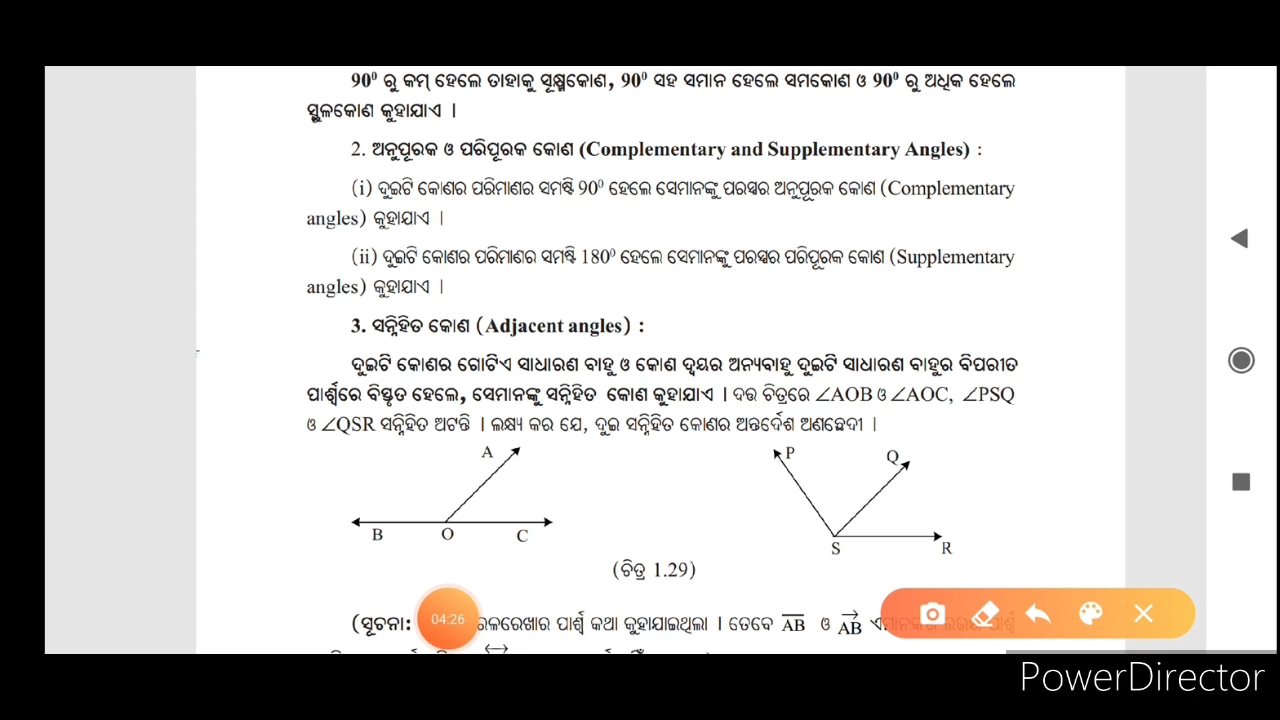 90⁰ ରୁ କମ୍ ହେଲେ ତାହାକୁ ସୂକ୍ଷ୍ମକୋଣ, 90⁰ ସହ ସମାନ ହେଲେ ସମକୋଣ ଓ 90⁰ ରୁ ଅଧିକ ହେଲେ
ସ୍ଥୁଳକୋଣ କୁହାଯାଏ ।
2. ଅନୁପୂରକ ଓ ପରିପୂରକ କୋଣ (Complementary and Supplementary Angles) :
(i) ଦୁଇଟି କୋଣର ପରିମାଣର ସମଷ୍ଟି 90⁰ ହେଲେ ସେମାନଙ୍କୁ ପରସ୍ପର ଅନୁପୂରକ କୋଣ (Complementary
angles) କୁହାଯାଏ ।
(ii) ଦୁଇଟି କୋଣର ପରିମାଣର ସମଷ୍ଟି 180⁰ ହେଲେ ସେମାନଙ୍କୁ ପରସ୍ପର ପରିପୂରକ କୋଣ (Supplementary
angles) କୁହାଯାଏ ।
3. ସନ୍ନିହିତ କୋଣ (Adjacent angles) :
ଦୁଇଟି କୋଣର ଗୋଟିଏ ସାଧାରଣ ବାହୁ ଓ କୋଣ ଦ୍ଵୟର ଅନ୍ୟବାହୁ ଦୁଇଟି ସାଧାରଣ ବାହୁର ବିପରୀତ
ପାର୍ଶ୍ୱରେ ବିସ୍ତୃତ ହେଲେ, ସେମାନଙ୍କୁ ସନ୍ନିହିତ କୋଣ କୁହାଯାଏ । ଦତ୍ତ ଚିତ୍ରରେ ∠AOB ଓ ∠AOC, ∠PSQ
ଓ ∠QSR ସନ୍ନିହିତ ଅଟନ୍ତି । ଲକ୍ଷ୍ୟ କର ଯେ, ଦୁଇ ସନ୍ନିହିତ କୋଣର ଅନ୍ତର୍ଦେଶ ଅଣଛେଦୀ ।
A P Q
B O C S R
(ଚିତ୍ର 1.29)
(ସୂଚନା: 04:26 ରଳରେଖାର ପାର୍ଶ୍ୱ କଥା କୁହାଯାଇଥିଲା । ତେବେ A͞B͞ ଓ A͞B⃗͞
PowerDirector